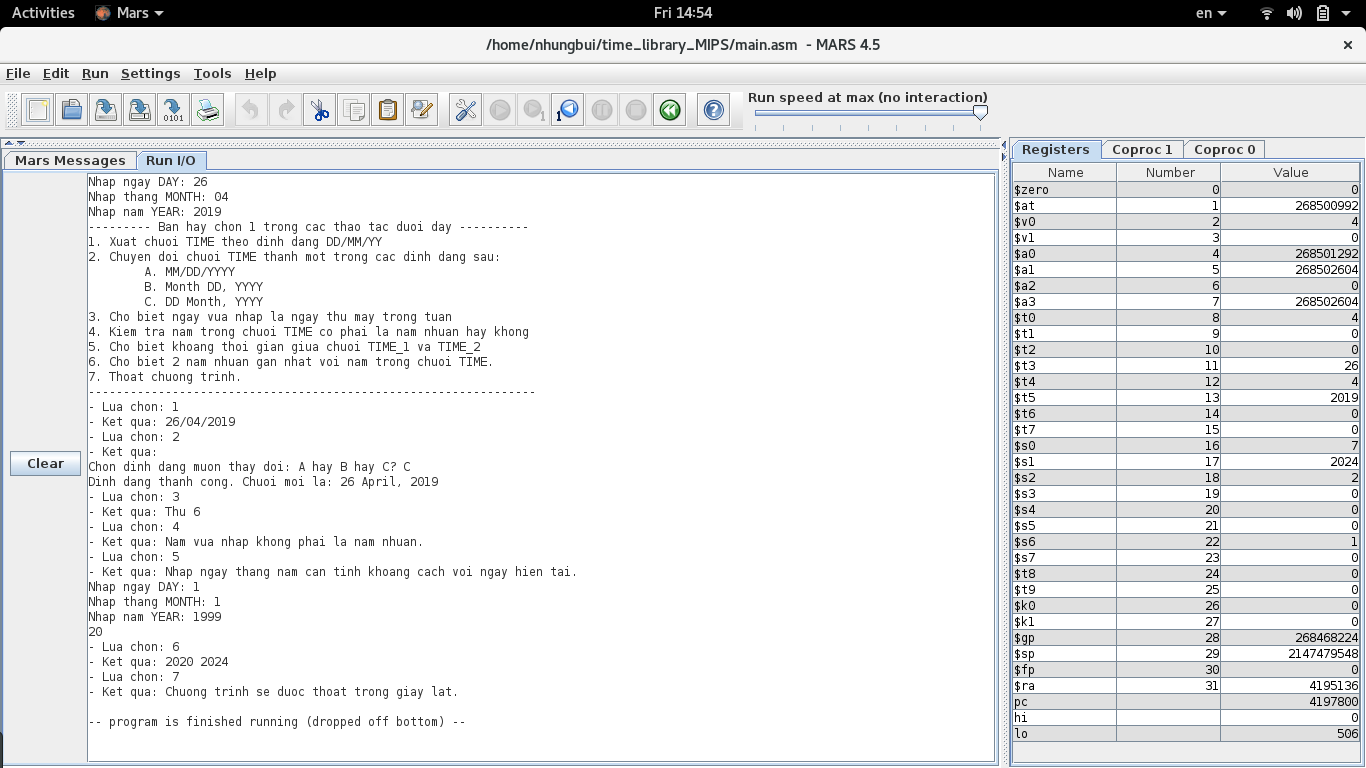 Activities Mars Fri 14:54 en
/home/nhungbui/time_library_MIPS/main.asm - MARS 4.5
File Edit Run Settings Tools Help
Run speed at max (no interaction)
Mars Messages Run I/O
Clear
Nhap ngay DAY: 26
Nhap thang MONTH: 04
Nhap nam YEAR: 2019
--------- Ban hay chon 1 trong cac thao tac duoi day ----------
1. Xuat chuoi TIME theo dinh dang DD/MM/YY
2. Chuyen doi chuoi TIME thanh mot trong cac dinh dang sau:
A. MM/DD/YYYY
B. Month DD, YYYY
C. DD Month, YYYY
3. Cho biet ngay vua nhap la ngay thu may trong tuan
4. Kiem tra nam trong chuoi TIME co phai la nam nhuan hay khong
5. Cho biet khoang thoi gian giua chuoi TIME_1 va TIME_2
6. Cho biet 2 nam nhuan gan nhat voi nam trong chuoi TIME.
7. Thoat chuong trinh.
----------------------------------------------------------------
- Lua chon: 1
- Ket qua: 26/04/2019
- Lua chon: 2
- Ket qua:
Chon dinh dang muon thay doi: A hay B hay C? C
Dinh dang thanh cong. Chuoi moi la: 26 April, 2019
- Lua chon: 3
- Ket qua: Thu 6
- Lua chon: 4
- Ket qua: Nam vua nhap khong phai la nam nhuan.
- Lua chon: 5
- Ket qua: Nhap ngay thang nam can tinh khoang cach voi ngay hien tai.
Nhap ngay DAY: 1
Nhap thang MONTH: 1
Nhap nam YEAR: 1999
20
- Lua chon: 6
- Ket qua: 2020 2024
- Lua chon: 7
- Ket qua: Chuong trinh se duoc thoat trong giay lat.
-- program is finished running (dropped off bottom) --
Registers Coproc 1 Coproc 0
Name Number Value
$zero 0 0
$at 1 268500992
$v0 2 4
$v1 3 0
$a0 4 268501292
$a1 5 268502604
$a2 6 0
$a3 7 268502604
$t0 8 4
$t1 9 0
$t2 10 0
$t3 11 26
$t4 12 4
$t5 13 2019
$t6 14 0
$t7 15 0
$s0 16 7
$s1 17 2024
$s2 18 2
$s3 19 0
$s4 20 0
$s5 21 0
$s6 22 1
$s7 23 0
$t8 24 0
$t9 25 0
$k0 26 0
$k1 27 0
$gp 28 268468224
$sp 29 2147479548
$fp 30 0
$ra 31 4195136
pc 4197800
hi 0
lo 506